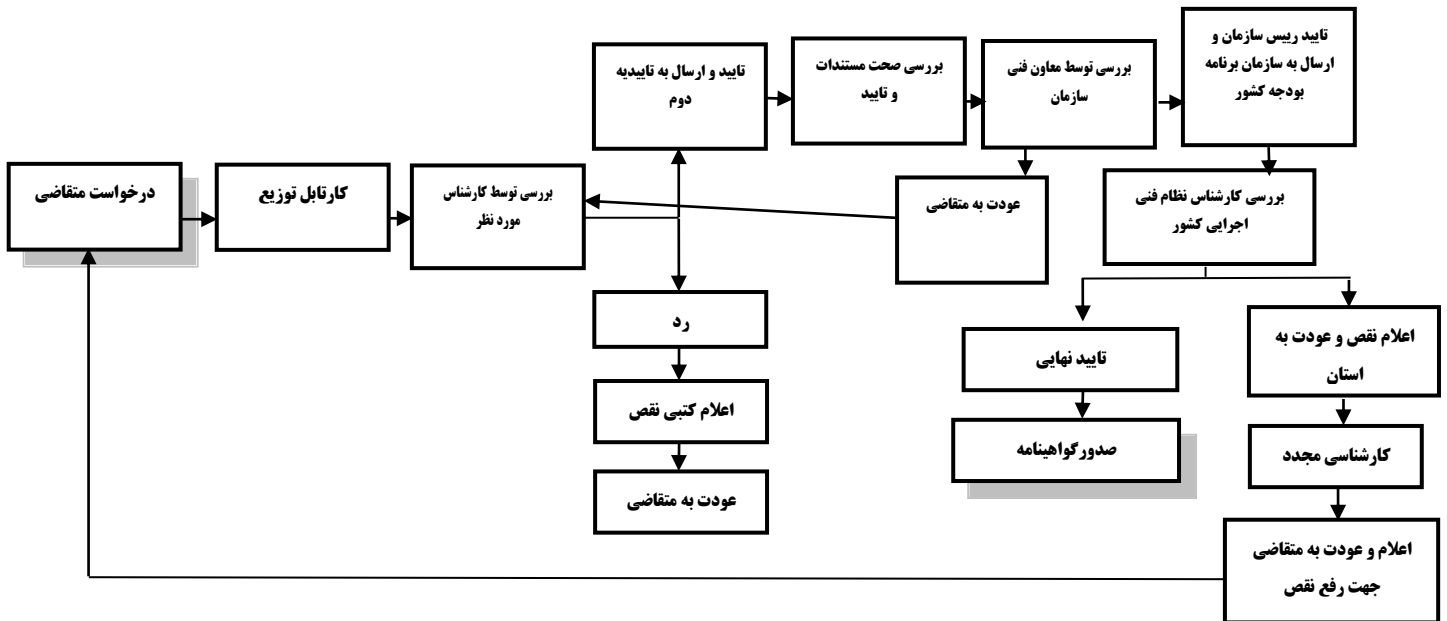 درخواست متقاضی
کارتابل توزیع
بررسی توسط کارشناس
مورد نظر
تایید و ارسال به تاییدیه
دوم
بررسی صحت مستندات
و تایید
بررسی توسط معاون فنی
سازمان
تایید رییس سازمان و
ارسال به سازمان برنامه
بودجه کشور
عودت به متقاضی
بررسی کارشناس نظام فنی
اجرایی کشور
رد
اعلام کتبی نقص
عودت به متقاضی
تایید نهایی
صدورگواهینامه
اعلام نقص و عودت به
استان
کارشناسی مجدد
اعلام و عودت به متقاضی
جهت رفع نقص